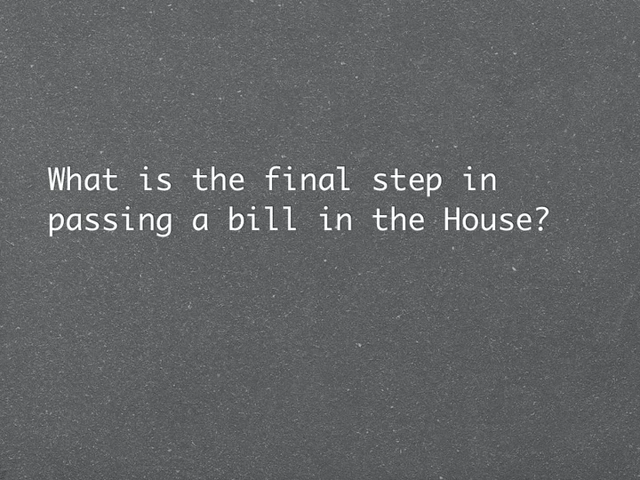 What is the final step in
passing a bill in the House?